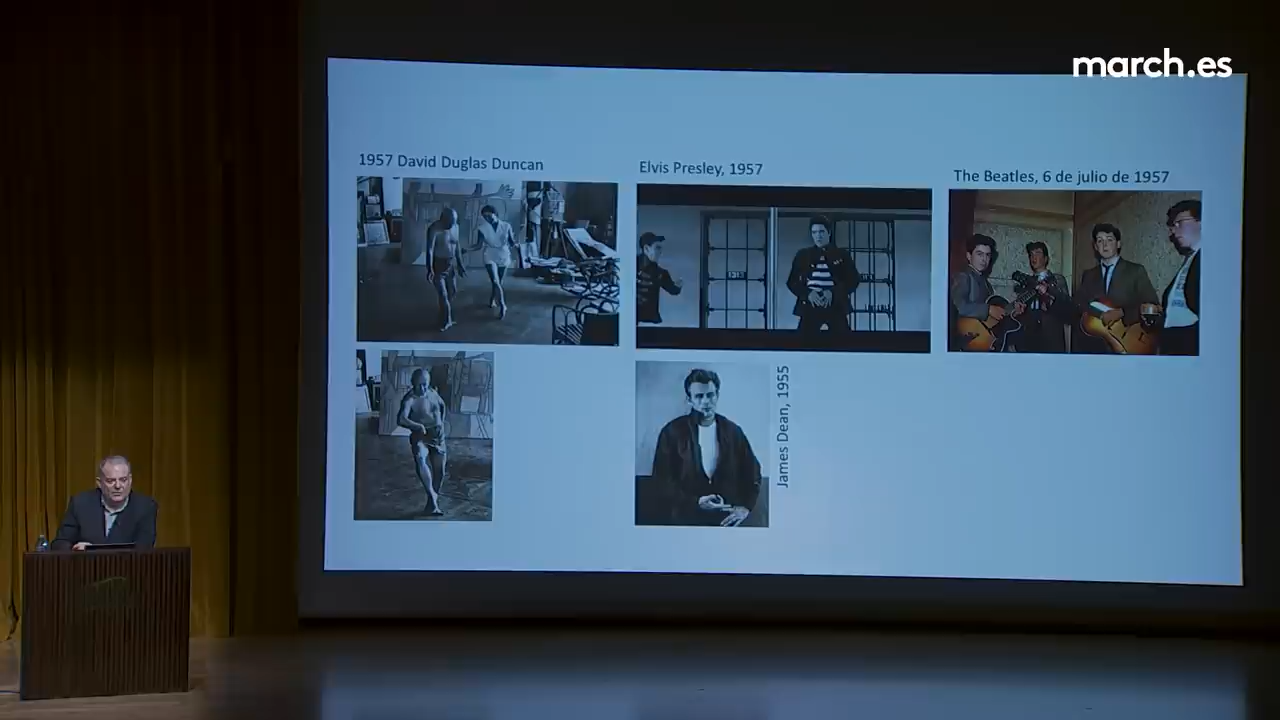 march.es
1957 David Duglas Duncan
Elvis Presley, 1957
The Beatles, 6 de julio de 1957
James Dean, 1955